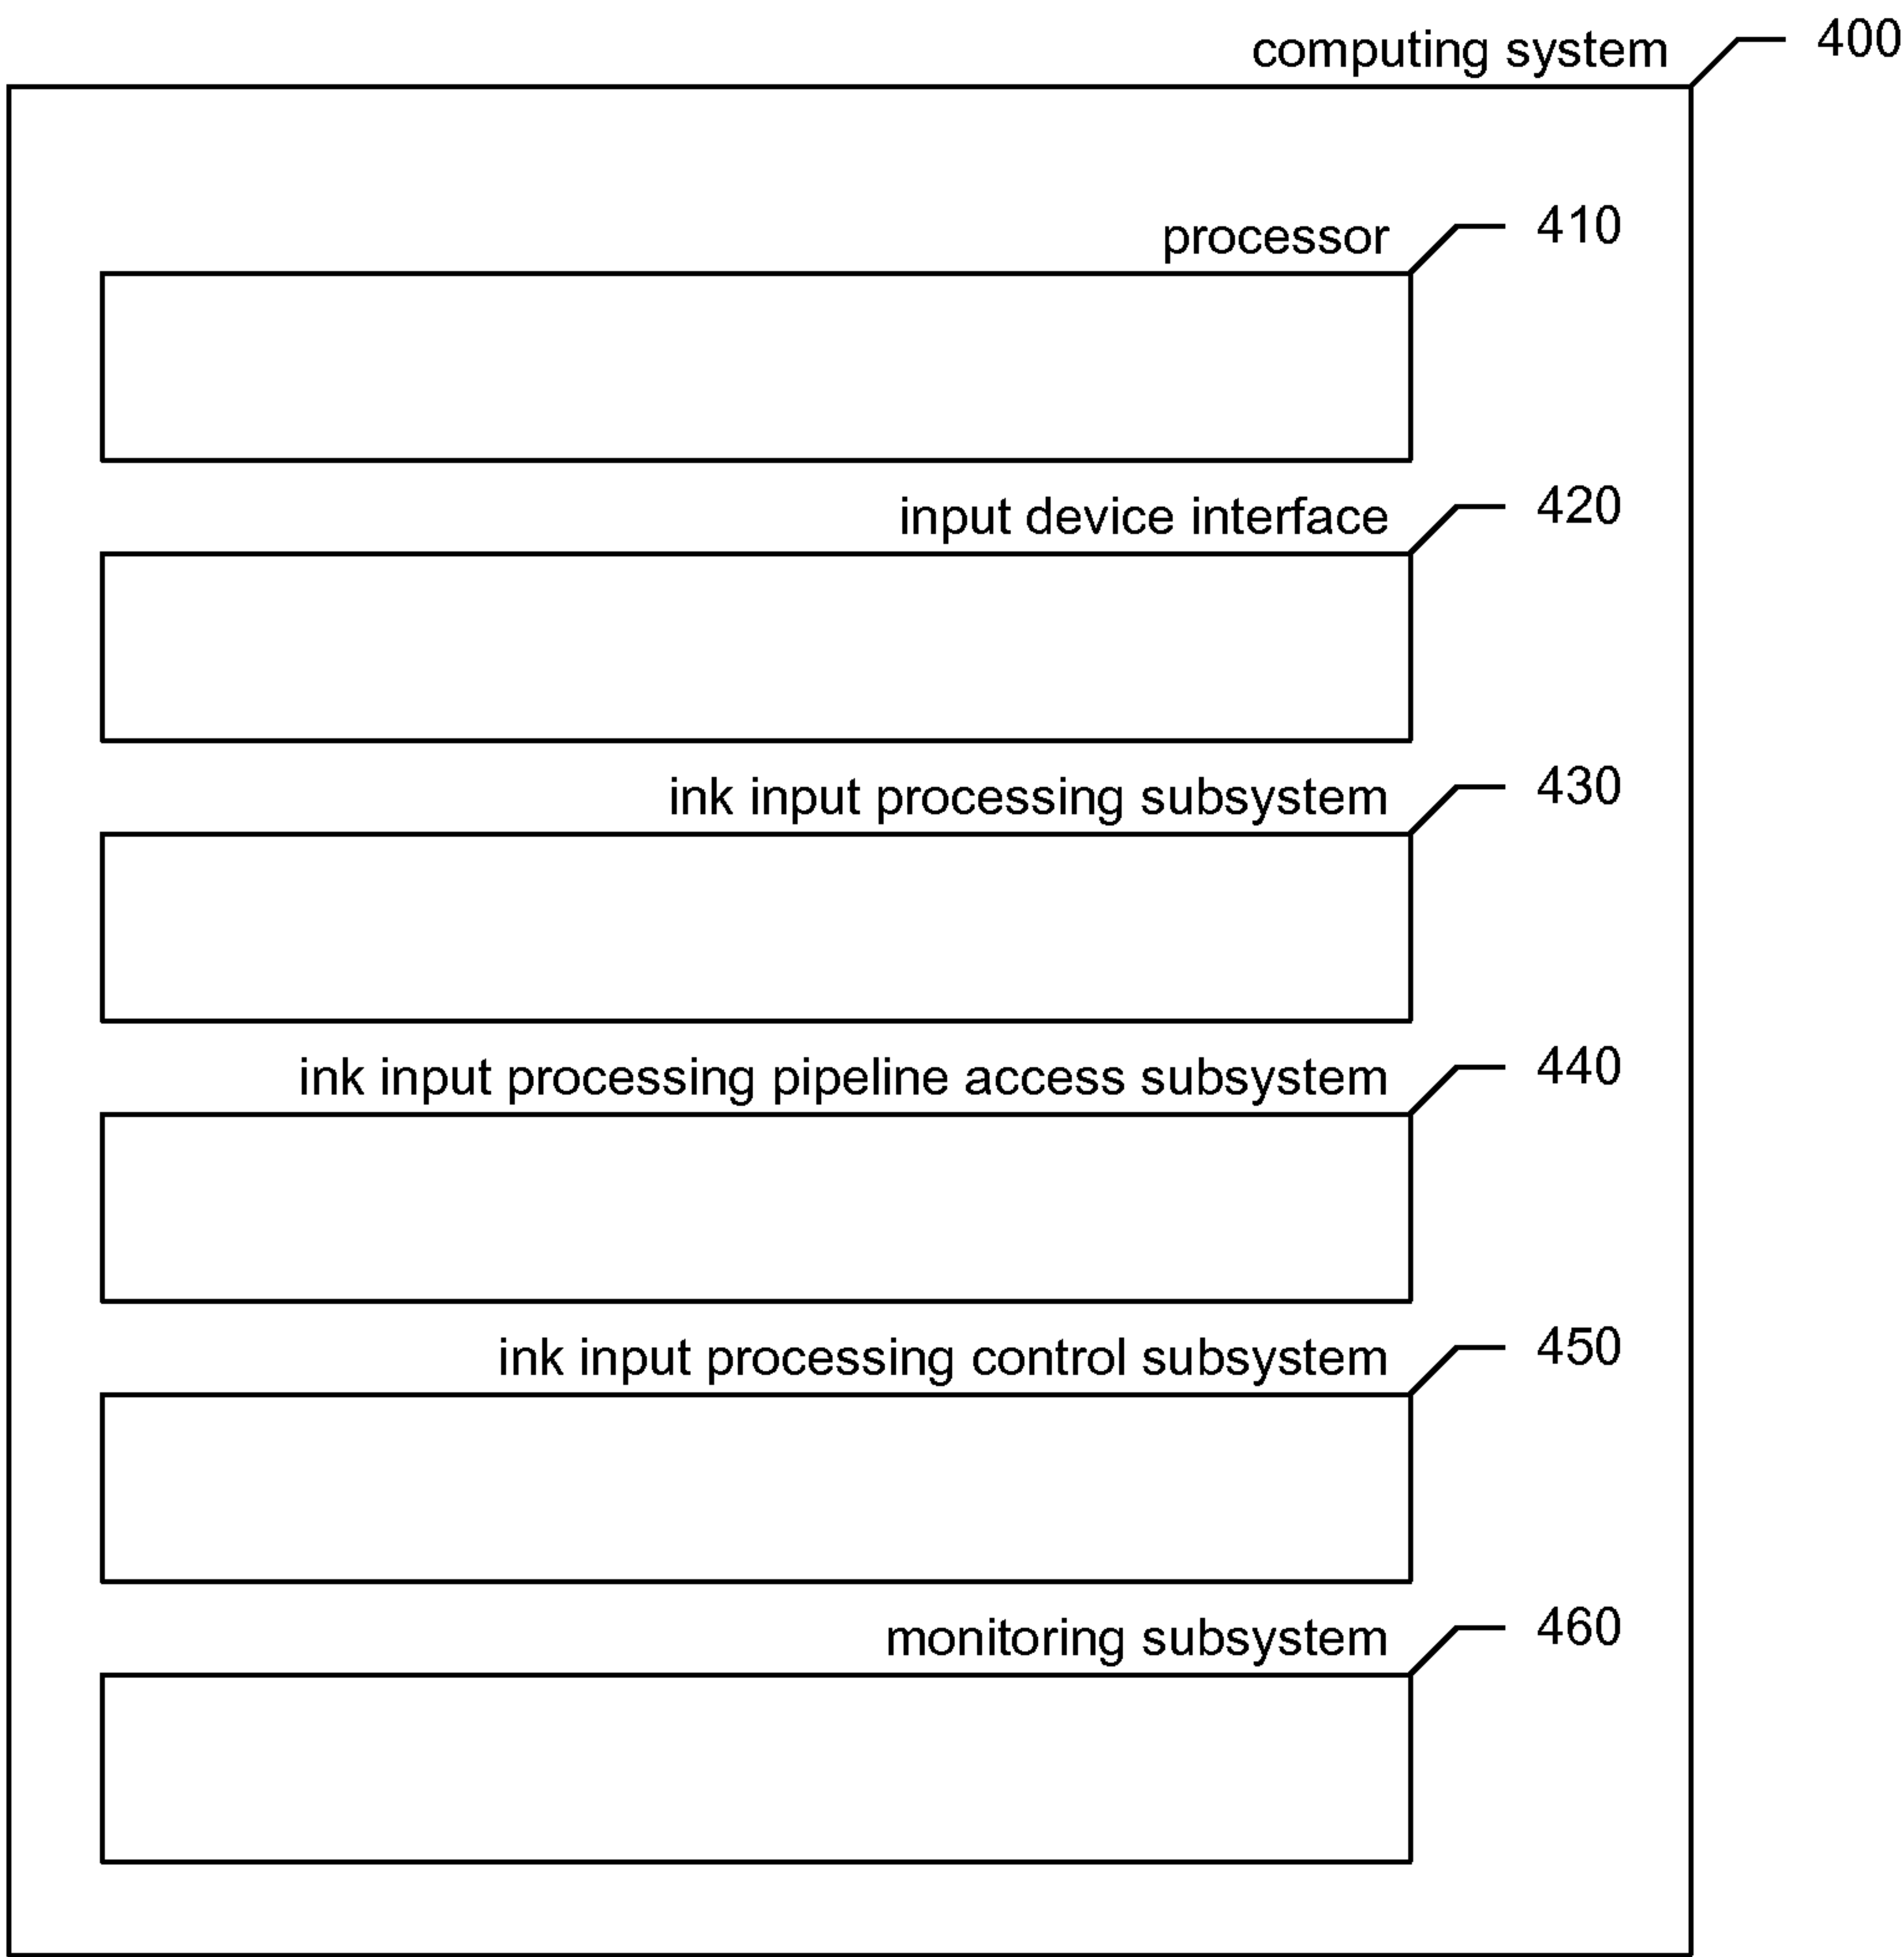 computing system 400
processor 410
input device interface 420
ink input processing subsystem 430
ink input processing pipeline access subsystem 440
ink input processing control subsystem 450
monitoring subsystem 460